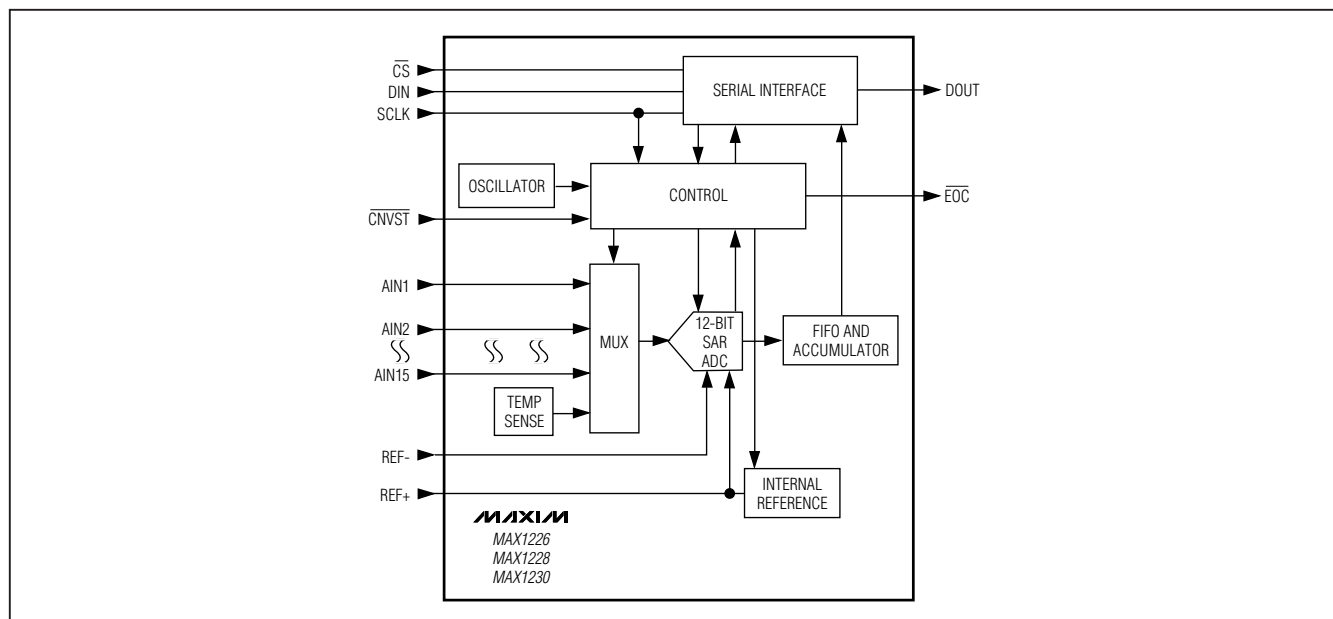 CS
DIN
SCLK
SERIAL INTERFACE
DOUT
OSCILLATOR
CONTROL
EOC
CNVST
AIN1
AIN2
AIN15
MUX
12-BIT
SAR
ADC
FIFO AND
ACCUMULATOR
TEMP
SENSE
REF-
REF+
INTERNAL
REFERENCE
MAXIM
MAX1226
MAX1228
MAX1230